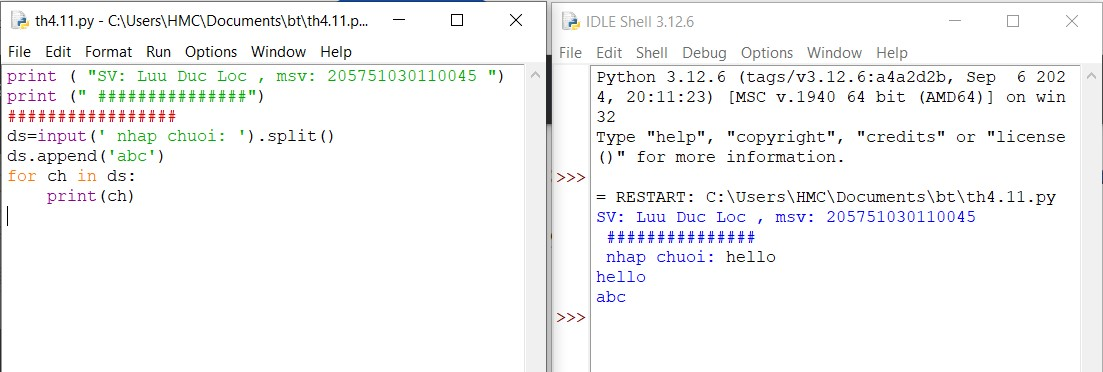 th4.11.py - C:\Users\HMC\Documents\bt\th4.11.p...
File Edit Format Run Options Window Help
print ( "SV: Luu Duc Loc , msv: 205751030110045 ")
print (" ###############")
#################
ds=input(' nhap chuoi: ').split()
ds.append('abc')
for ch in ds:
    print(ch)
IDLE Shell 3.12.6
File Edit Shell Debug Options Window Help
Python 3.12.6 (tags/v3.12.6:a4a2d2b, Sep  6 202
4, 20:11:23) [MSC v.1940 64 bit (AMD64)] on win
32
Type "help", "copyright", "credits" or "license
()" for more information.
>>>
= RESTART: C:\Users\HMC\Documents\bt\th4.11.py
SV: Luu Duc Loc , msv: 205751030110045
 ###############
 nhap chuoi: hello
hello
abc
>>>